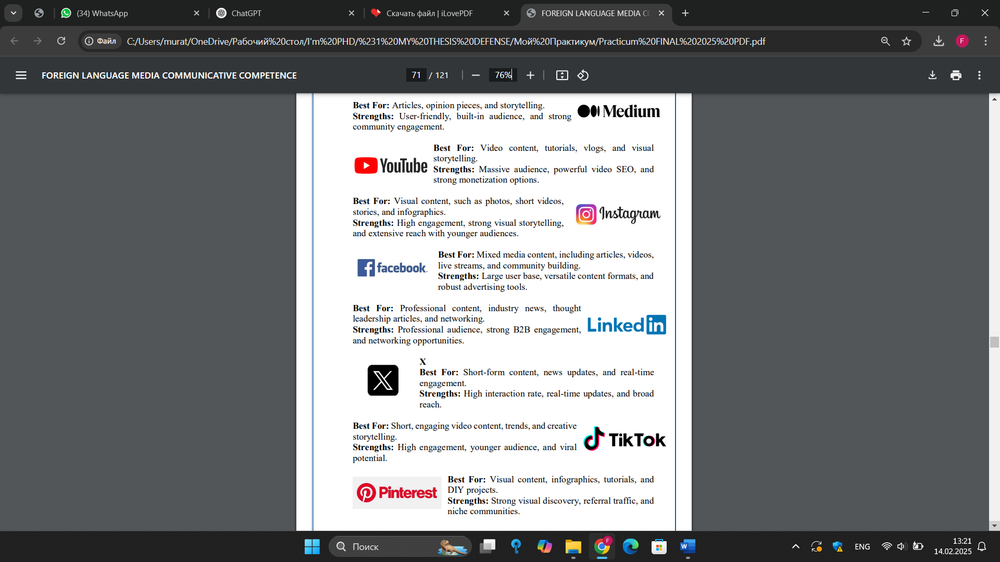 (34) WhatsApp
ChatGPT
Скачать файл | iLovePDF
FOREIGN LANGUAGE MEDIA C
Файл
C:/Users/murat/OneDrive/Рабочий%20стол/I'm%20PHD/%231%20MY%20THESIS%20DEFENSE/Мой%20Практикум/Practicum%20FINAL%202025%20PDF.pdf
F
FOREIGN LANGUAGE MEDIA COMMUNICATIVE COMPETENCE
71 / 121
76%
Best For: Articles, opinion pieces, and storytelling.
Strengths: User-friendly, built-in audience, and strong
community engagement.
Medium
YouTube
Best For: Video content, tutorials, vlogs, and visual
storytelling.
Strengths: Massive audience, powerful video SEO, and
strong monetization options.
Best For: Visual content, such as photos, short videos,
stories, and infographics.
Strengths: High engagement, strong visual storytelling,
and extensive reach with younger audiences.
Instagram
facebook.
Best For: Mixed media content, including articles, videos,
live streams, and community building.
Strengths: Large user base, versatile content formats, and
robust advertising tools.
Best For: Professional content, industry news, thought
leadership articles, and networking.
Strengths: Professional audience, strong B2B engagement,
and networking opportunities.
Linked in
X
X
Best For: Short-form content, news updates, and real-time
engagement.
Strengths: High interaction rate, real-time updates, and broad
reach.
Best For: Short, engaging video content, trends, and creative
storytelling.
Strengths: High engagement, younger audience, and viral
potential.
TikTok
Pinterest
Best For: Visual content, infographics, tutorials, and
DIY projects.
Strengths: Strong visual discovery, referral traffic, and
niche communities.
Поиск
F
W
ENG
13:21
14.02.2025